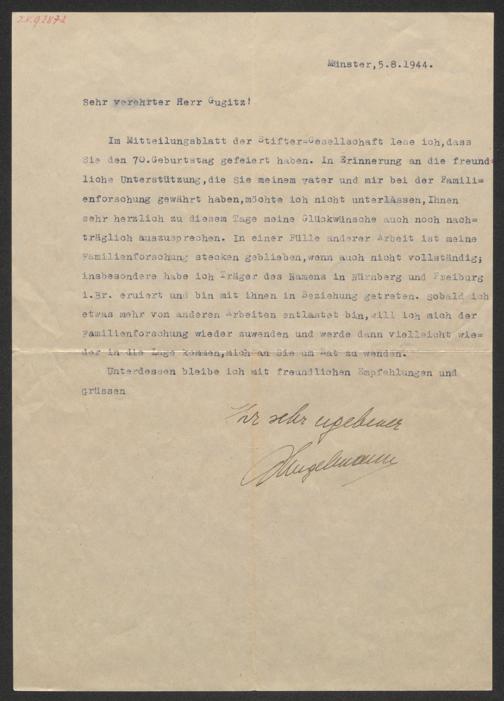 Münster,5.8.1944.
Sehr verehrter Herr Gugitz!
Im Mitteilungsblatt der Stifter=Gesellschaft lese ich,dass
Sie den 70.Geburtstag gefeiert haben. In Erinnerung an die freund=
liche Unterstützung,die Sie meinem vater und mir bei der Famili=
enforschung gewährt haben,möchte ich nicht unterlassen,Ihnen
sehr herzlich zu diesem Tage meine Glückwünsche auch noch nach=
träglich auszusprechen. In einer Fülle anderer Arbeit ist meine
Familienforschung stecken geblieben,wenn auch nicht vollständig;
insbesondere habe ich Träger des Namens in Nürnberg und Freiburg
i.Br. eruiert und bin mit ihnen in Beziehung getreten. Sobald ich
etwas mehr von anderen Arbeiten entlastet bin,will ich mich der
Familienforschung wieder zuwenden und werde dann vielleicht wie=
der in die Lage kommen,mich an Sie um Rat zu wenden.
Unterdessen bleibe ich mit freundlichen Empfehlungen und
Grüssen
Ihr sehr ergebener
Hugelmann